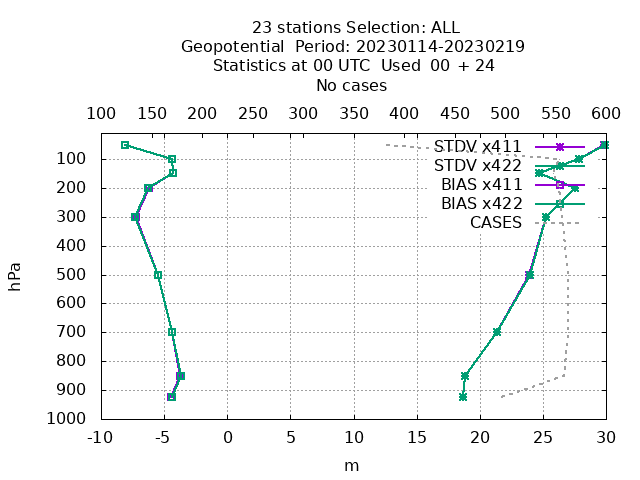 23 stations Selection: ALL
Geopotential  Period: 20230114-20230219
Statistics at 00 UTC  Used  00 + 24
No cases
100 150 200 250 300 350 400 450 500 550 600
STDV x411
STDV x422
BIAS x411
BIAS x422
CASES
100
200
300
400
500
600
700
800
900
1000
hPa
-10 -5 0 5 10 15 20 25 30
m